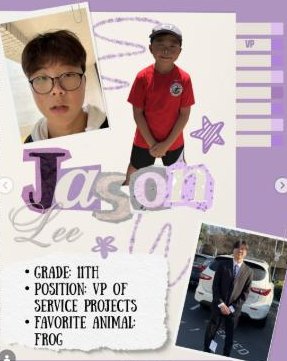 VP
Jason
Lee
• GRADE: 11TH
• POSITION: VP OF
SERVICE PROJECTS
• FAVORITE ANIMAL:
FROG